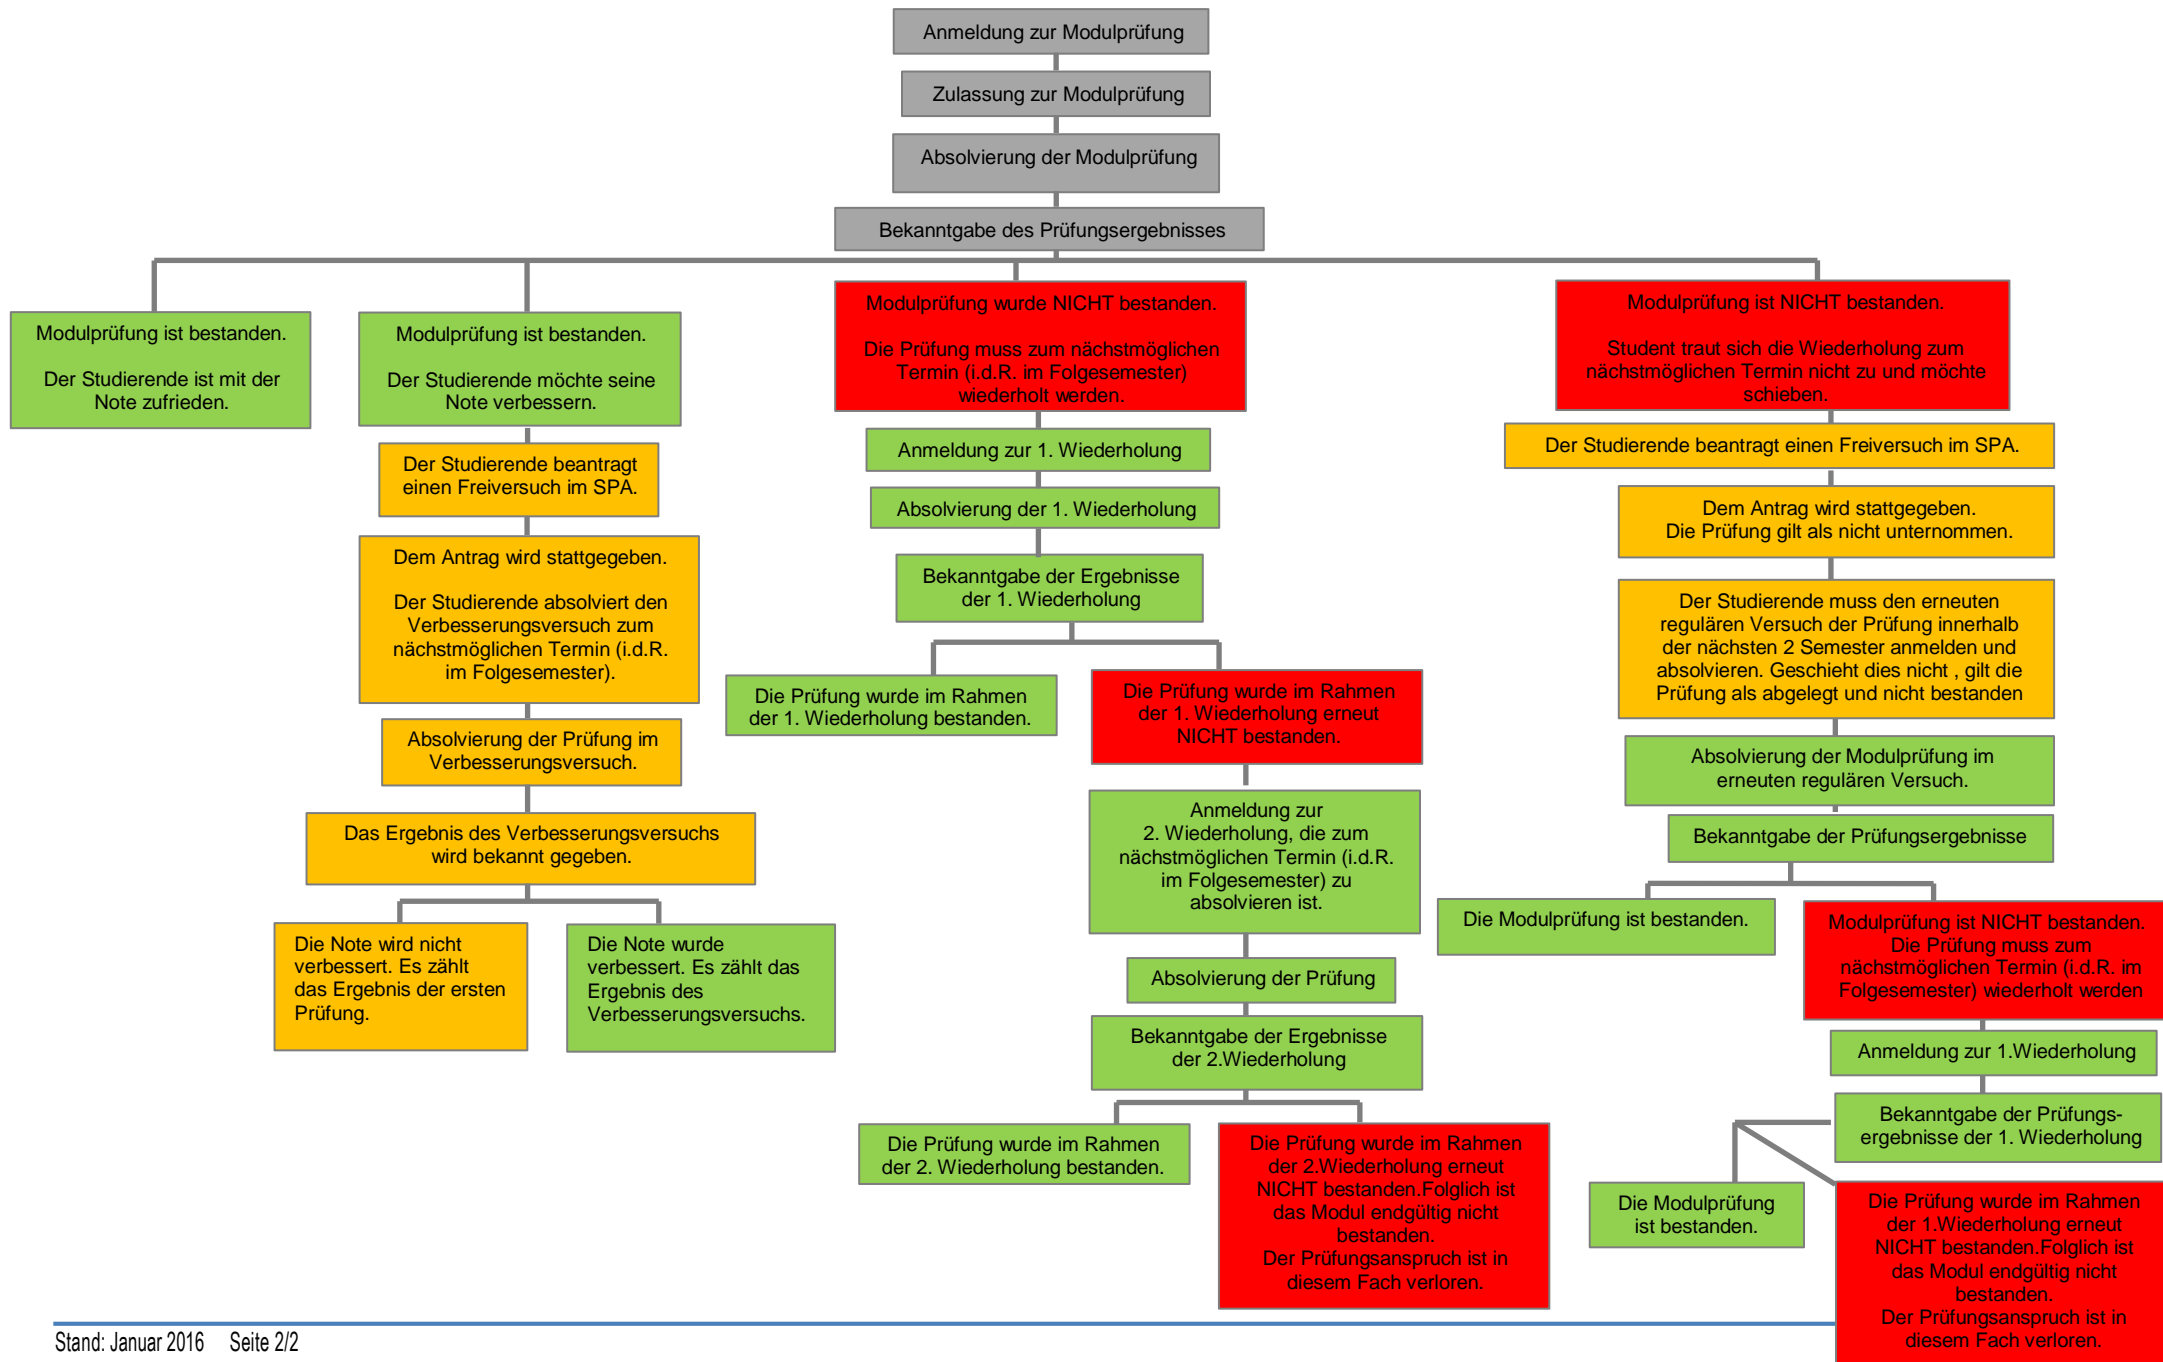 Anmeldung zur Modulprüfung
Zulassung zur Modulprüfung
Absolvierung der Modulprüfung
Bekanntgabe des Prüfungsergebnisses
Modulprüfung ist bestanden.
Der Studierende ist mit der
Note zufrieden.
Modulprüfung ist bestanden.
Der Studierende möchte seine
Note verbessern.
Der Studierende beantragt
einen Freiversuch im SPA.
Dem Antrag wird stattgegeben.
Der Studierende absolviert den
Verbesserungsversuch zum
nächstmöglichen Termin (i.d.R.
im Folgesemester).
Absolvierung der Prüfung im
Verbesserungsversuch.
Das Ergebnis des Verbesserungsversuchs
wird bekannt gegeben.
Die Note wird nicht
verbessert. Es zählt
das Ergebnis der ersten
Prüfung.
Die Note wurde
verbessert. Es zählt das
Ergebnis des
Verbesserungsversuchs.
Modulprüfung wurde NICHT bestanden.
Die Prüfung muss zum nächstmöglichen
Termin (i.d.R. im Folgesemester)
wiederholt werden.
Anmeldung zur 1. Wiederholung
Absolvierung der 1. Wiederholung
Bekanntgabe der Ergebnisse
der 1. Wiederholung
Die Prüfung wurde im Rahmen
der 1. Wiederholung bestanden.
Die Prüfung wurde im Rahmen
der 1. Wiederholung erneut
NICHT bestanden.
Anmeldung zur
2. Wiederholung, die zum
nächstmöglichen Termin (i.d.R.
im Folgesemester) zu
absolvieren ist.
Absolvierung der Prüfung
Bekanntgabe der Ergebnisse
der 2.Wiederholung
Die Prüfung wurde im Rahmen
der 2. Wiederholung bestanden.
Die Prüfung wurde im Rahmen
der 2.Wiederholung erneut
NICHT bestanden.Folglich ist
das Modul endgültig nicht
bestanden.
Der Prüfungsanspruch ist in
diesem Fach verloren.
Modulprüfung ist NICHT bestanden.
Student traut sich die Wiederholung zum
nächstmöglichen Termin nicht zu und möchte
schieben.
Der Studierende beantragt einen Freiversuch im SPA.
Dem Antrag wird stattgegeben.
Die Prüfung gilt als nicht unternommen.
Der Studierende muss den erneuten
regulären Versuch der Prüfung innerhalb
der nächsten 2 Semester anmelden und
absolvieren. Geschieht dies nicht , gilt die
Prüfung als abgelegt und nicht bestanden
Absolvierung der Modulprüfung im
erneuten regulären Versuch.
Bekanntgabe der Prüfungsergebnisse
Die Modulprüfung ist bestanden.
Modulprüfung ist NICHT bestanden.
Die Prüfung muss zum
nächstmöglichen Termin (i.d.R. im
Folgesemester) wiederholt werden
Anmeldung zur 1.Wiederholung
Bekanntgabe der Prüfungs-
ergebnisse der 1. Wiederholung
Die Modulprüfung
ist bestanden.
Die Prüfung wurde im Rahmen
der 1.Wiederholung erneut
NICHT bestanden.Folglich ist
das Modul endgültig nicht
bestanden.
Der Prüfungsanspruch ist in
diesem Fach verloren.
Stand: Januar 2016 Seite 2/2